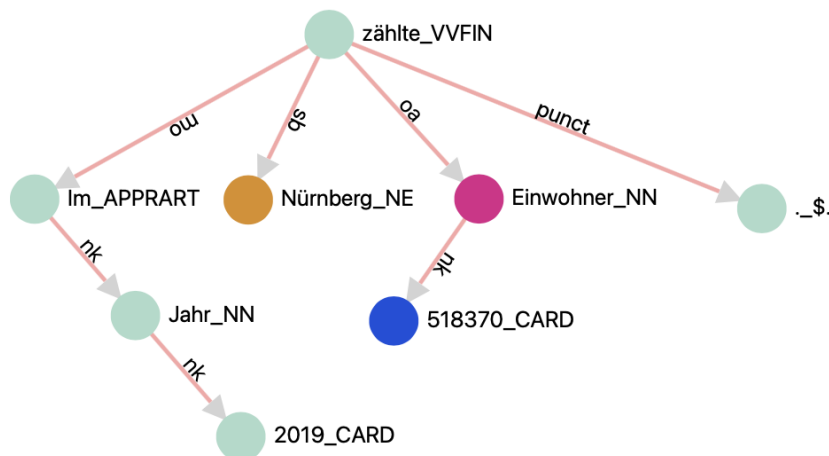 zählte_VVFIN
mo
sb
oa
punct
Im_APPRART
Nürnberg_NE
Einwohner_NN
._$.
nk
nk
Jahr_NN
518370_CARD
nk
2019_CARD